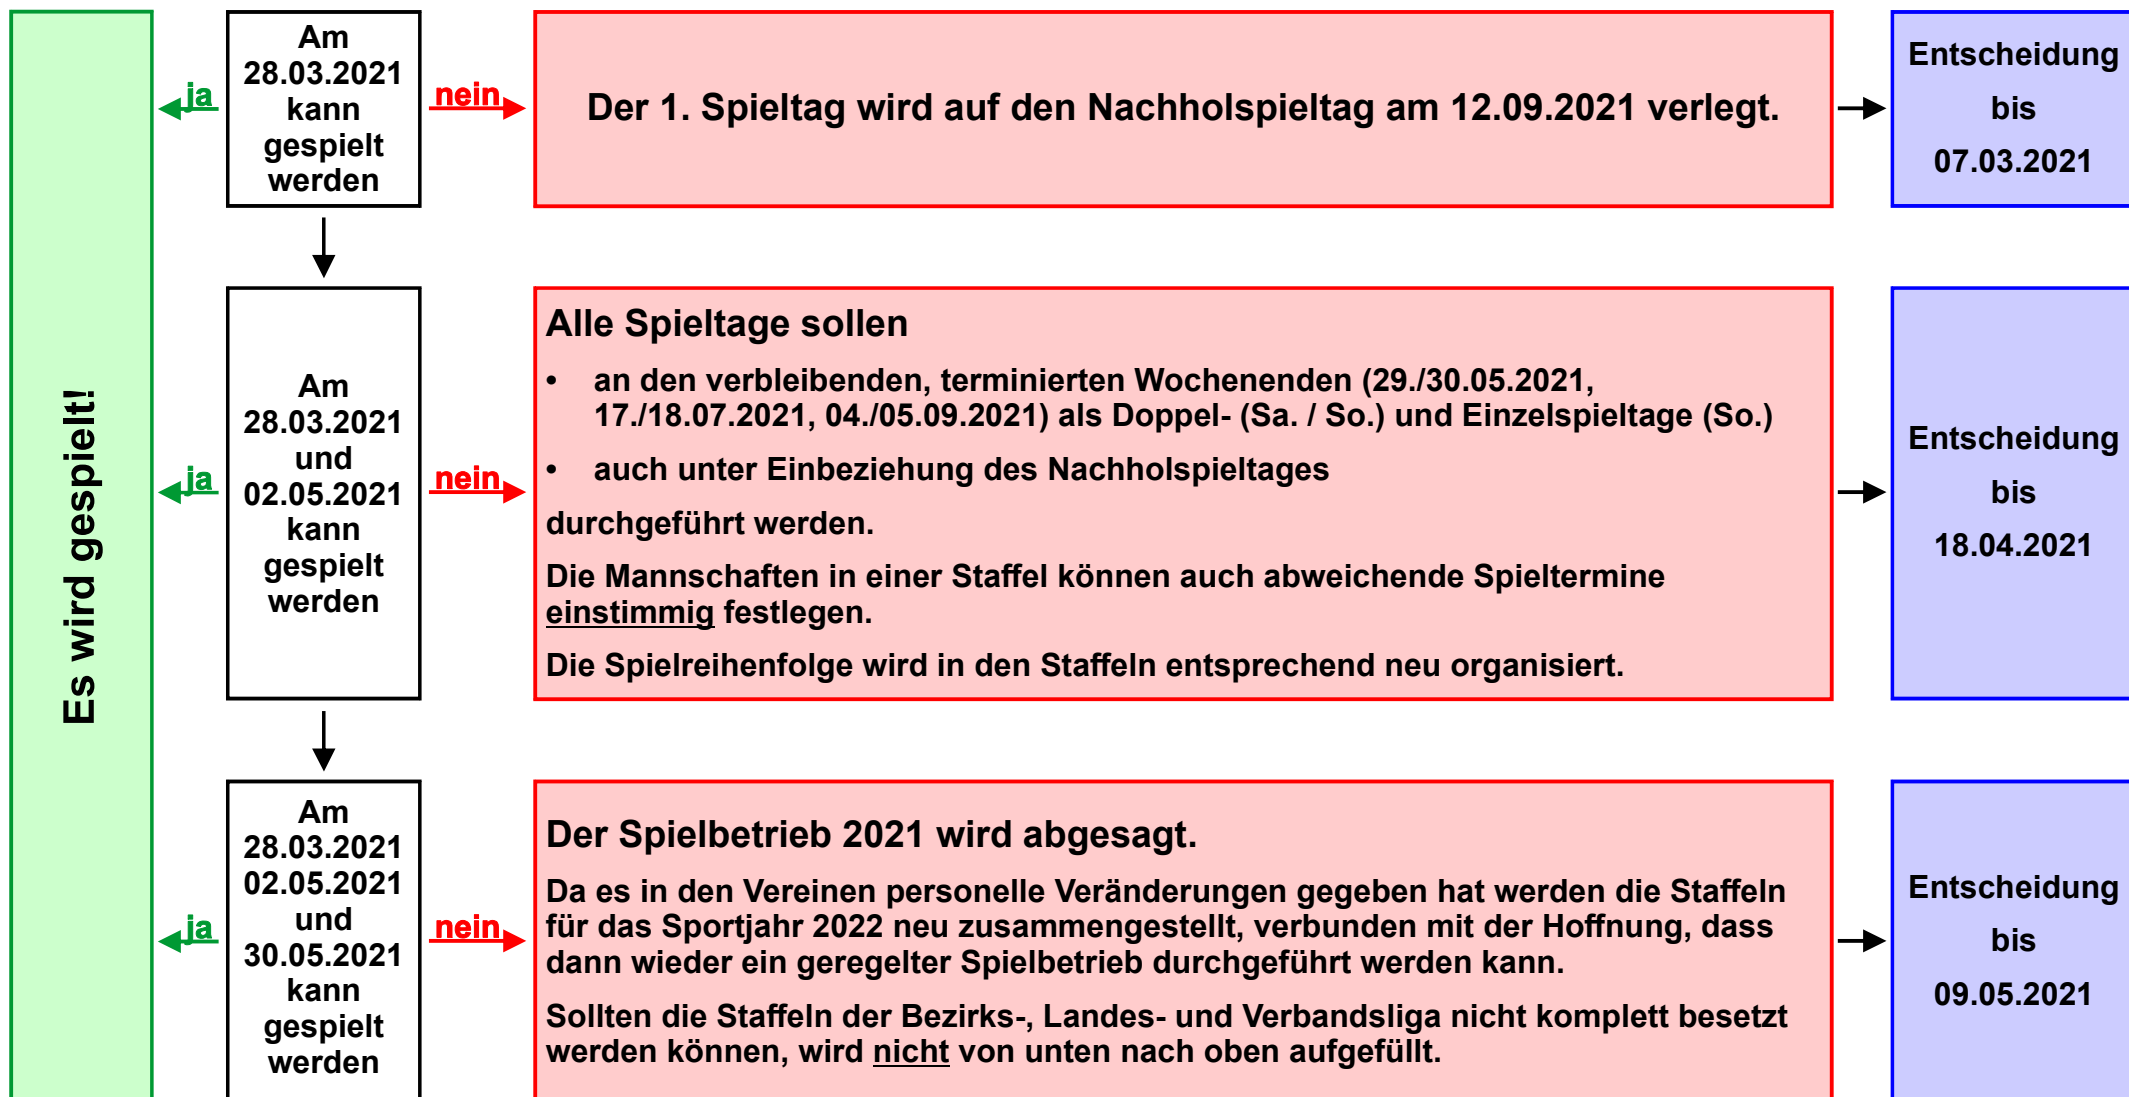 Es wird gespielt!
Am
28.03.2021
kann
gespielt
werden
ja
nein
Der 1. Spieltag wird auf den Nachholspieltag am 12.09.2021 verlegt.
Entscheidung
bis
07.03.2021
Am
28.03.2021
und
02.05.2021
kann
gespielt
werden
ja
nein
Alle Spieltage sollen
• an den verbleibenden, terminierten Wochenenden (29./30.05.2021,
17./18.07.2021, 04./05.09.2021) als Doppel- (Sa. / So.) und Einzelspieltage (So.)
• auch unter Einbeziehung des Nachholspieltages
durchgeführt werden.
Die Mannschaften in einer Staffel können auch abweichende Spieltermine
einstimmig festlegen.
Die Spielreihenfolge wird in den Staffeln entsprechend neu organisiert.
Entscheidung
bis
18.04.2021
Am
28.03.2021
02.05.2021
und
30.05.2021
kann
gespielt
werden
ja
nein
Der Spielbetrieb 2021 wird abgesagt.
Da es in den Vereinen personelle Veränderungen gegeben hat werden die Staffeln
für das Sportjahr 2022 neu zusammengestellt, verbunden mit der Hoffnung, dass
dann wieder ein geregelter Spielbetrieb durchgeführt werden kann.
Sollten die Staffeln der Bezirks-, Landes- und Verbandsliga nicht komplett besetzt
werden können, wird nicht von unten nach oben aufgefüllt.
Entscheidung
bis
09.05.2021